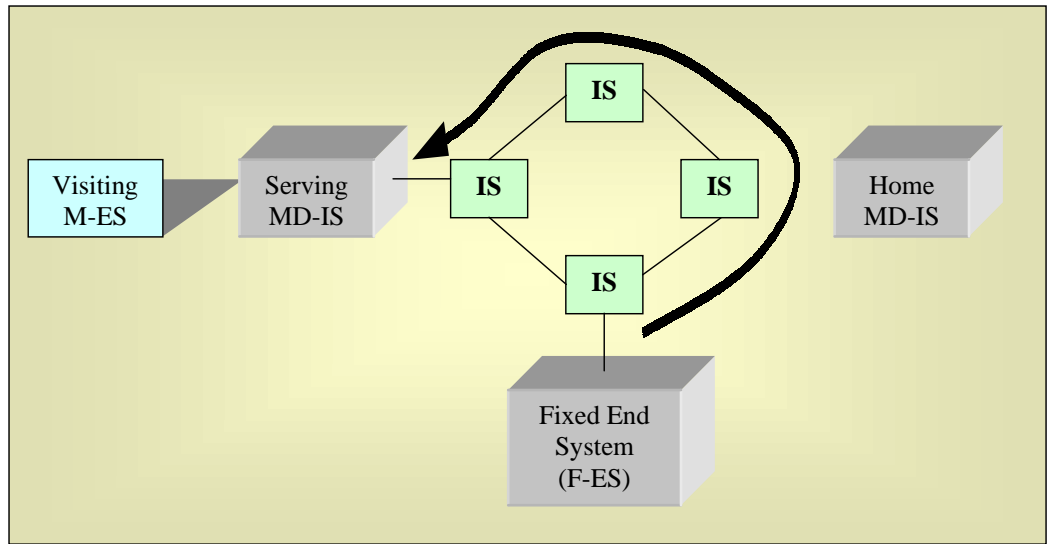 IS
Visiting
M-ES
Serving
MD-IS
IS
IS
Home
MD-IS
IS
Fixed End
System
(F-ES)